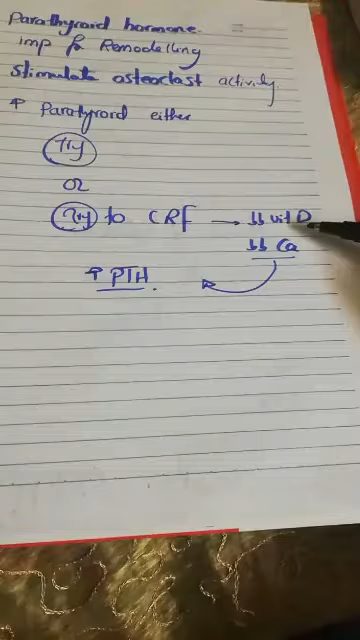 Parathyroid hormone.
imp for Remodelling
stimulate osteoclast activity
↑ Parathyroid either
1ry
or
2ry to CRF → ↓↓ vit D
↓↓ Ca
↑ PTH.